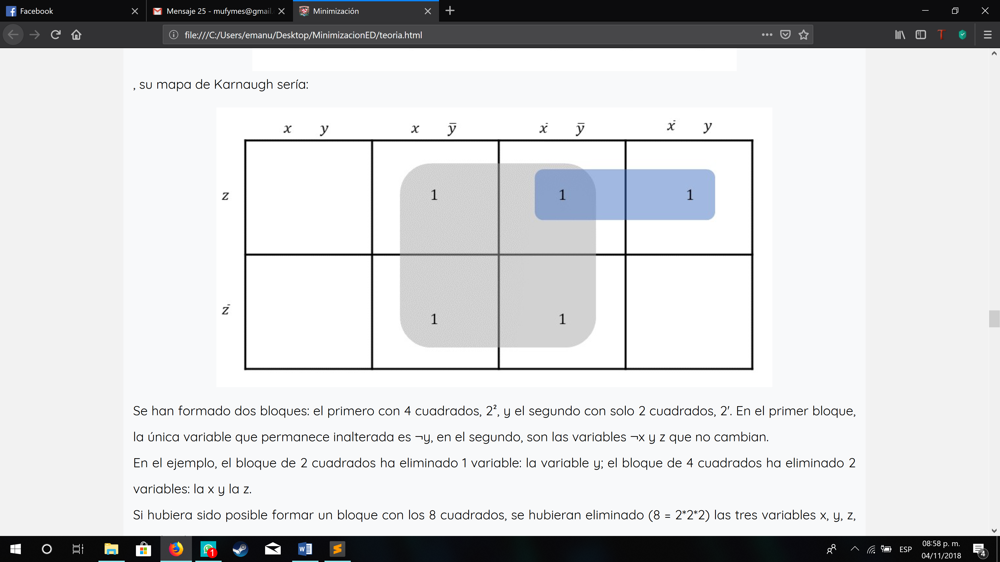 Facebook
Mensaje 25 - mufymes@gmail.
Minimización
file:///C:/Users/emanu/Desktop/MinimizacionED/teoria.html
, su mapa de Karnaugh sería:
x y x ȳ x̄ ȳ x̄ y
z 1 1 1
z̄ 1 1
Se han formado dos bloques: el primero con 4 cuadrados, 2², y el segundo con solo 2 cuadrados, 2'. En el primer bloque,
la única variable que permanece inalterada es ¬y, en el segundo, son las variables ¬x y z que no cambian.
En el ejemplo, el bloque de 2 cuadrados ha eliminado 1 variable: la variable y; el bloque de 4 cuadrados ha eliminado 2
variables: la x y la z.
Si hubiera sido posible formar un bloque con los 8 cuadrados, se hubieran eliminado (8 = 2*2*2) las tres variables x, y, z,
1
ESP
08:58 p. m.
04/11/2018
4